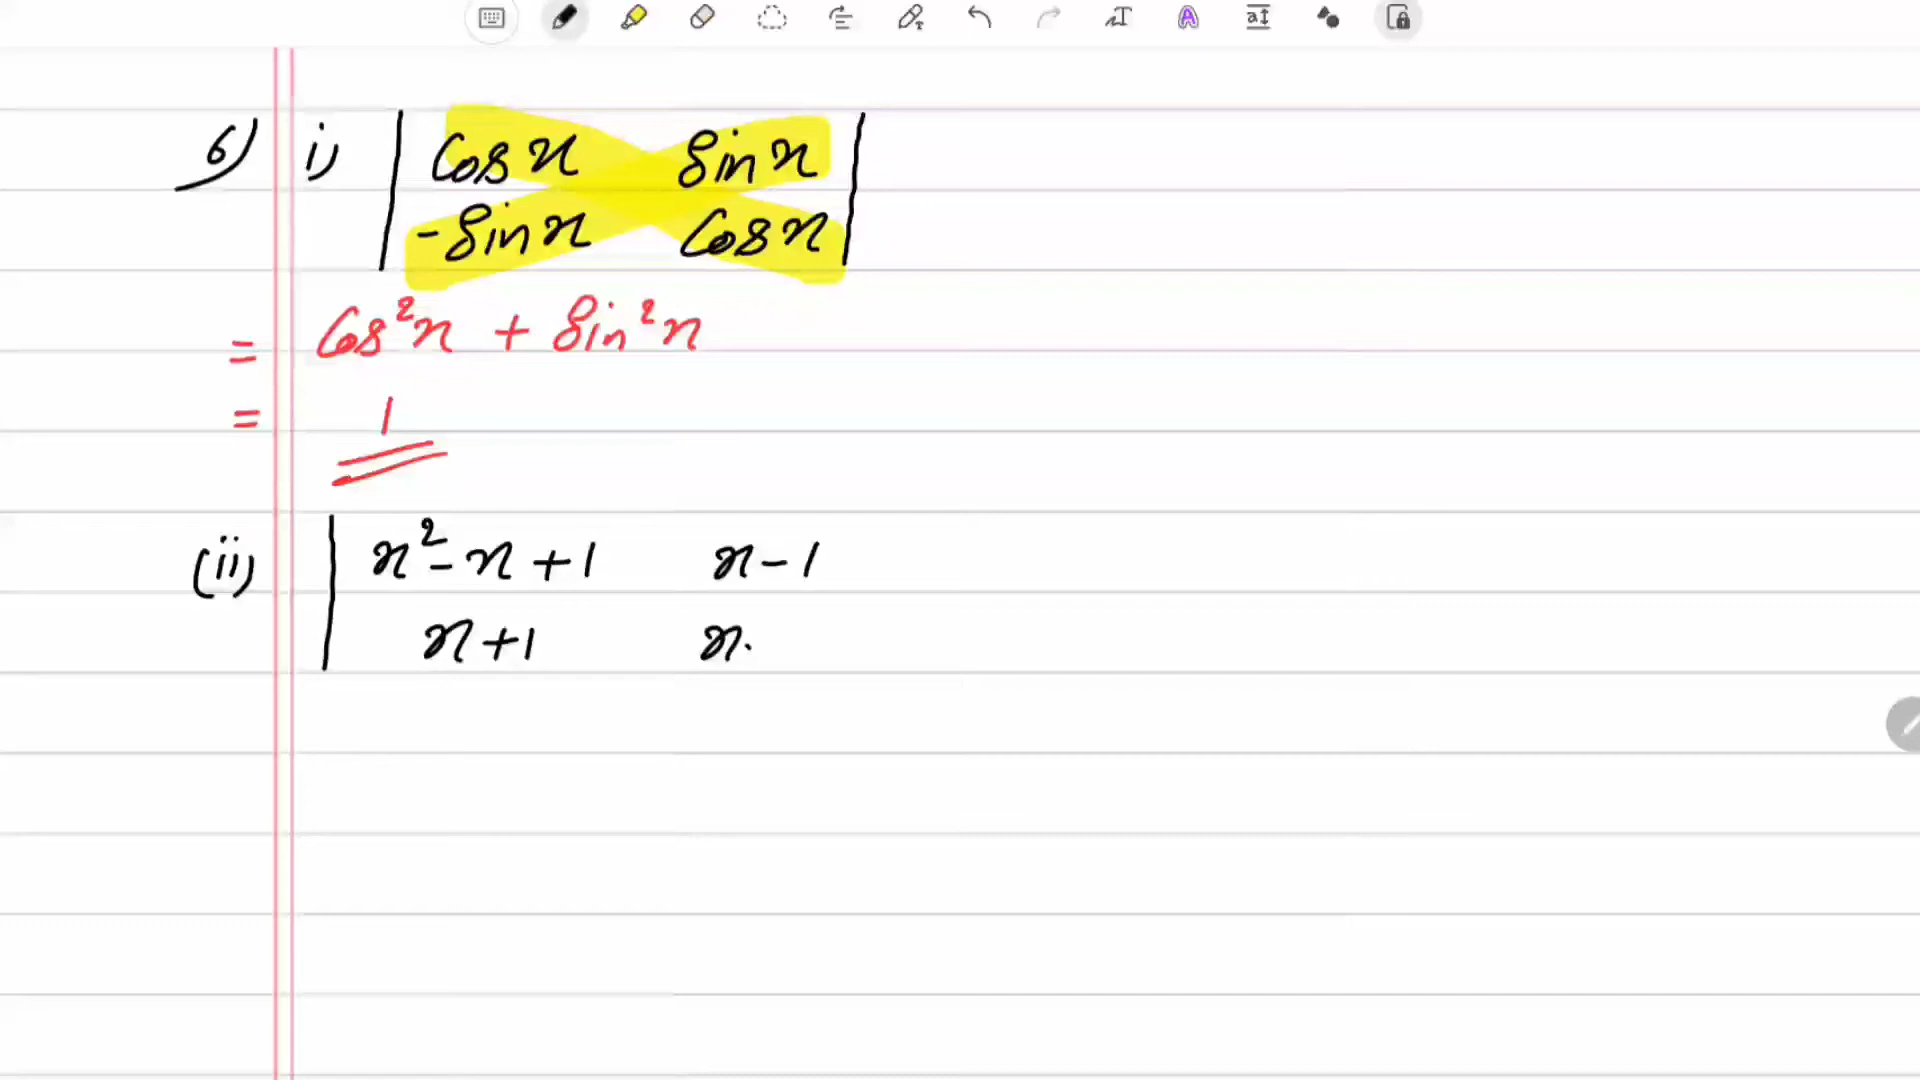 6) i) | cos x sin x |
| -sin x cos x |
= cos²x + sin²x
= 1
(ii) | x² - x + 1 x - 1
x + 1 x